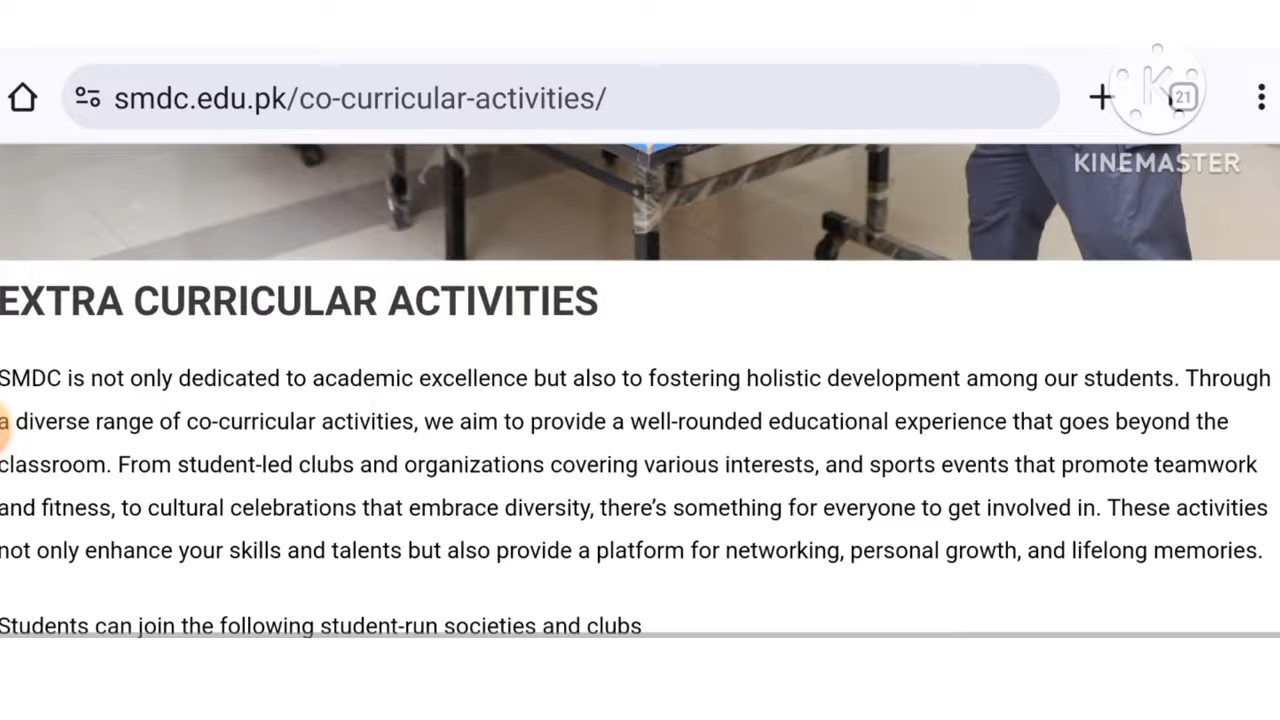 smdc.edu.pk/co-curricular-activities/
21
KINEMASTER
EXTRA CURRICULAR ACTIVITIES
SMDC is not only dedicated to academic excellence but also to fostering holistic development among our students. Through
a diverse range of co-curricular activities, we aim to provide a well-rounded educational experience that goes beyond the
classroom. From student-led clubs and organizations covering various interests, and sports events that promote teamwork
and fitness, to cultural celebrations that embrace diversity, there’s something for everyone to get involved in. These activities
not only enhance your skills and talents but also provide a platform for networking, personal growth, and lifelong memories.
Students can join the following student-run societies and clubs